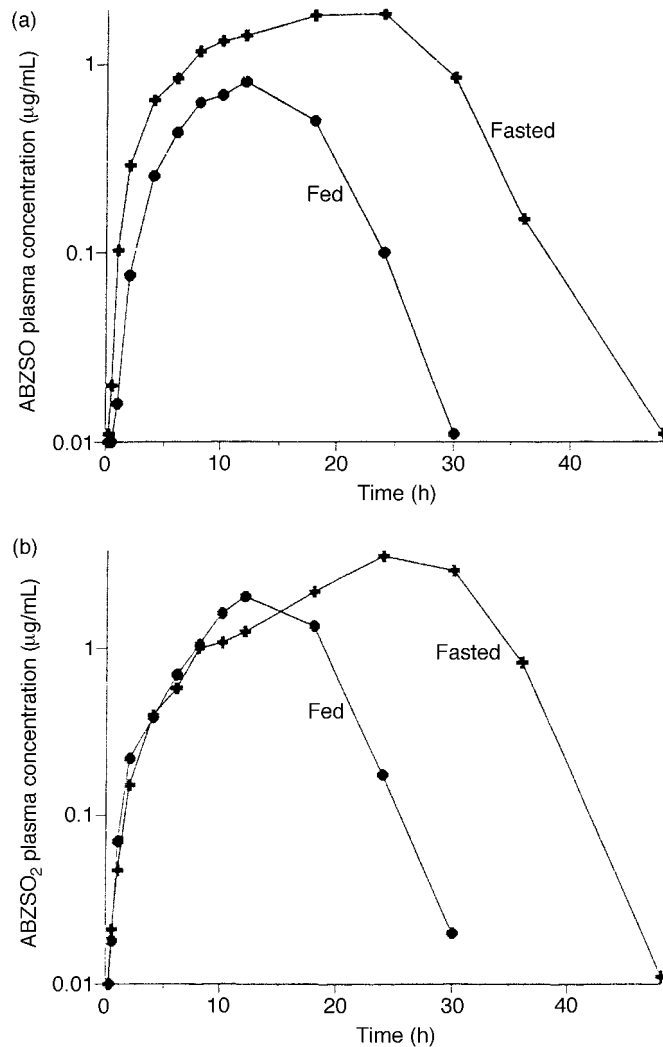 (a)
ABZSO plasma concentration (μg/mL)
1
0.1
0.01
Fasted
Fed
0
10
20
30
40
Time (h)
(b)
ABZSO₂ plasma concentration (μg/mL)
1
0.1
0.01
Fasted
Fed
0
10
20
30
40
Time (h)